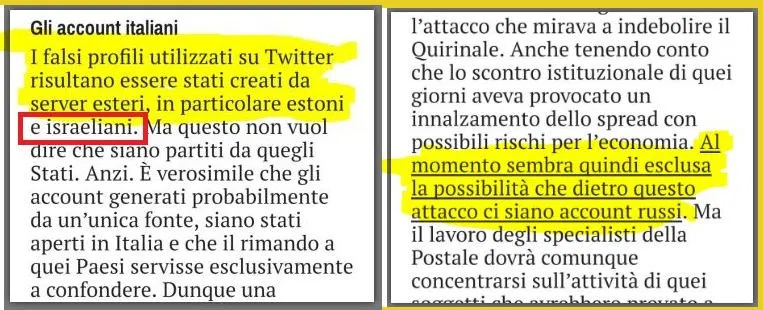 Gli account italiani
I falsi profili utilizzati su Twitter
risultano essere stati creati da
server esteri, in particolare estoni
e israeliani. Ma questo non vuol
dire che siano partiti da quegli
Stati. Anzi. È verosimile che gli
account generati probabilmente
da un'unica fonte, siano stati
aperti in Italia e che il rimando a
quei Paesi servisse esclusivamente
a confondere. Dunque una
l'attacco che mirava a indebolire il
Quirinale. Anche tenendo conto
che lo scontro istituzionale di quei
giorni aveva provocato un
innalzamento dello spread con
possibili rischi per l'economia. Al
momento sembra quindi esclusa
la possibilità che dietro questo
attacco ci siano account russi. Ma
il lavoro degli specialisti della
Postale dovrà comunque
concentrarsi sull'attività di quei
soggetti che avrebbero provato a